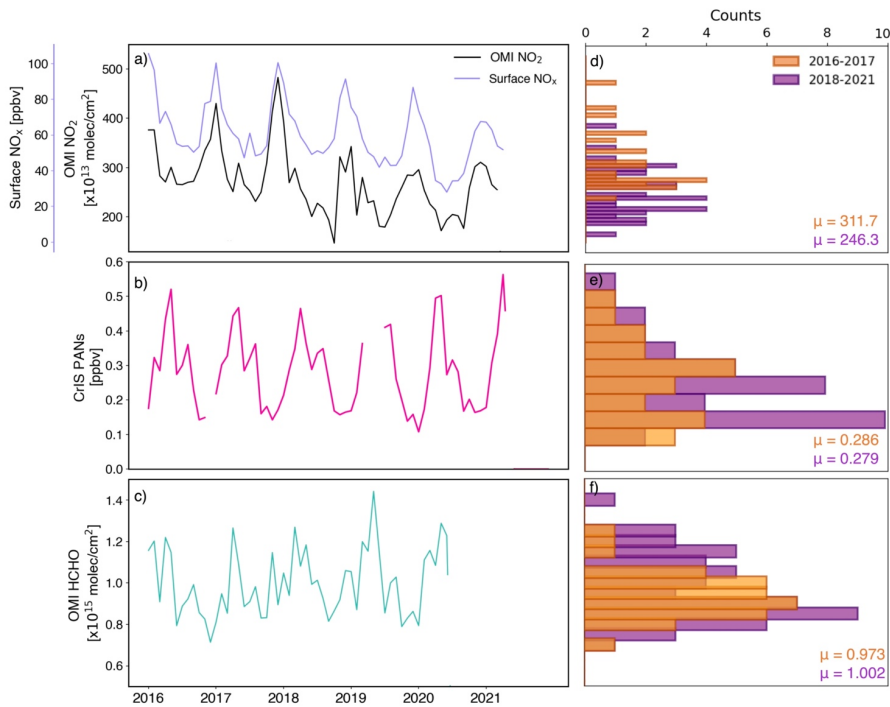 Counts
0 2 4 6 8 10
a)
OMI NO2
Surface NOx
Surface NOx [ppbv]
100
80
60
40
20
0
OMI NO2
[x10^13 molec/cm^2]
500
400
300
200
d)
2016-2017
2018-2021
μ = 311.7
μ = 246.3
b)
CrIS PANs
[ppbv]
0.6
0.5
0.4
0.3
0.2
0.1
0.0
e)
μ = 0.286
μ = 0.279
c)
OMI HCHO
[x10^15 molec/cm^2]
1.4
1.2
1.0
0.8
0.6
f)
μ = 0.973
μ = 1.002
2016 2017 2018 2019 2020 2021